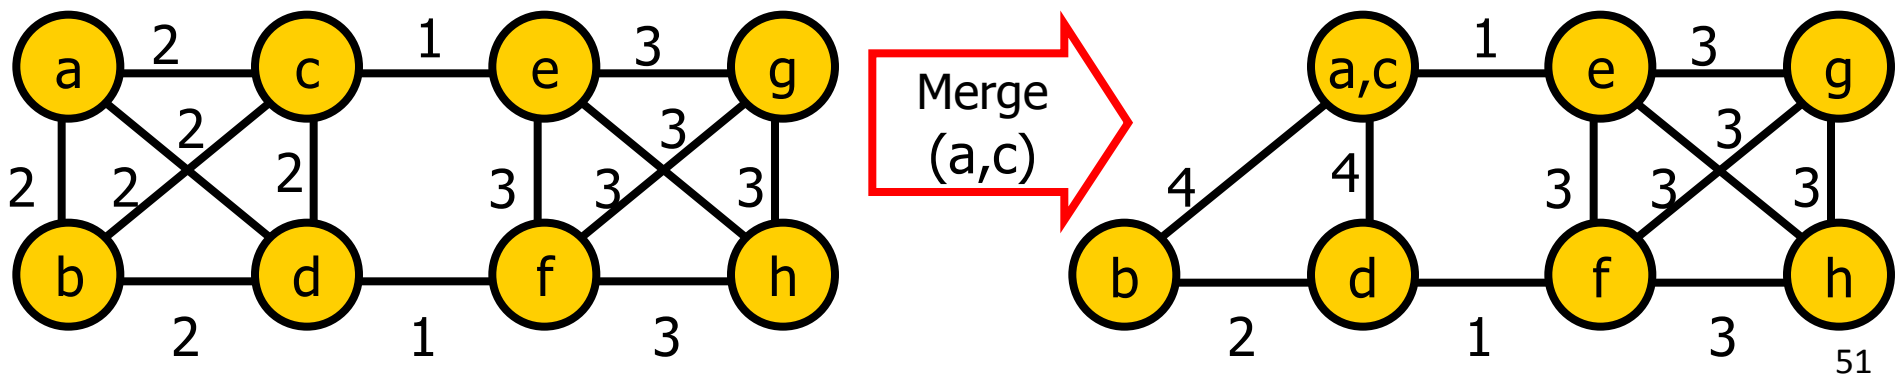 a 2 c 1 e 3 g
2 2 2 2 3 3 3 3
b 2 d 1 f 3 h
Merge
(a,c)
a,c 1 e 3 g
4 4 3 3 3 3
b 2 d 1 f 3 h
51